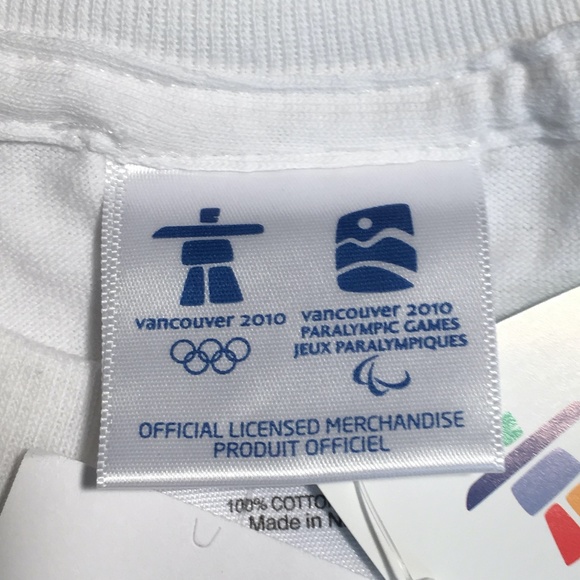 vancouver 2010
vancouver 2010
PARALYMPIC GAMES
JEUX PARALYMPIQUES
OFFICIAL LICENSED MERCHANDISE
PRODUIT OFFICIEL
100% COTTO
Made in N